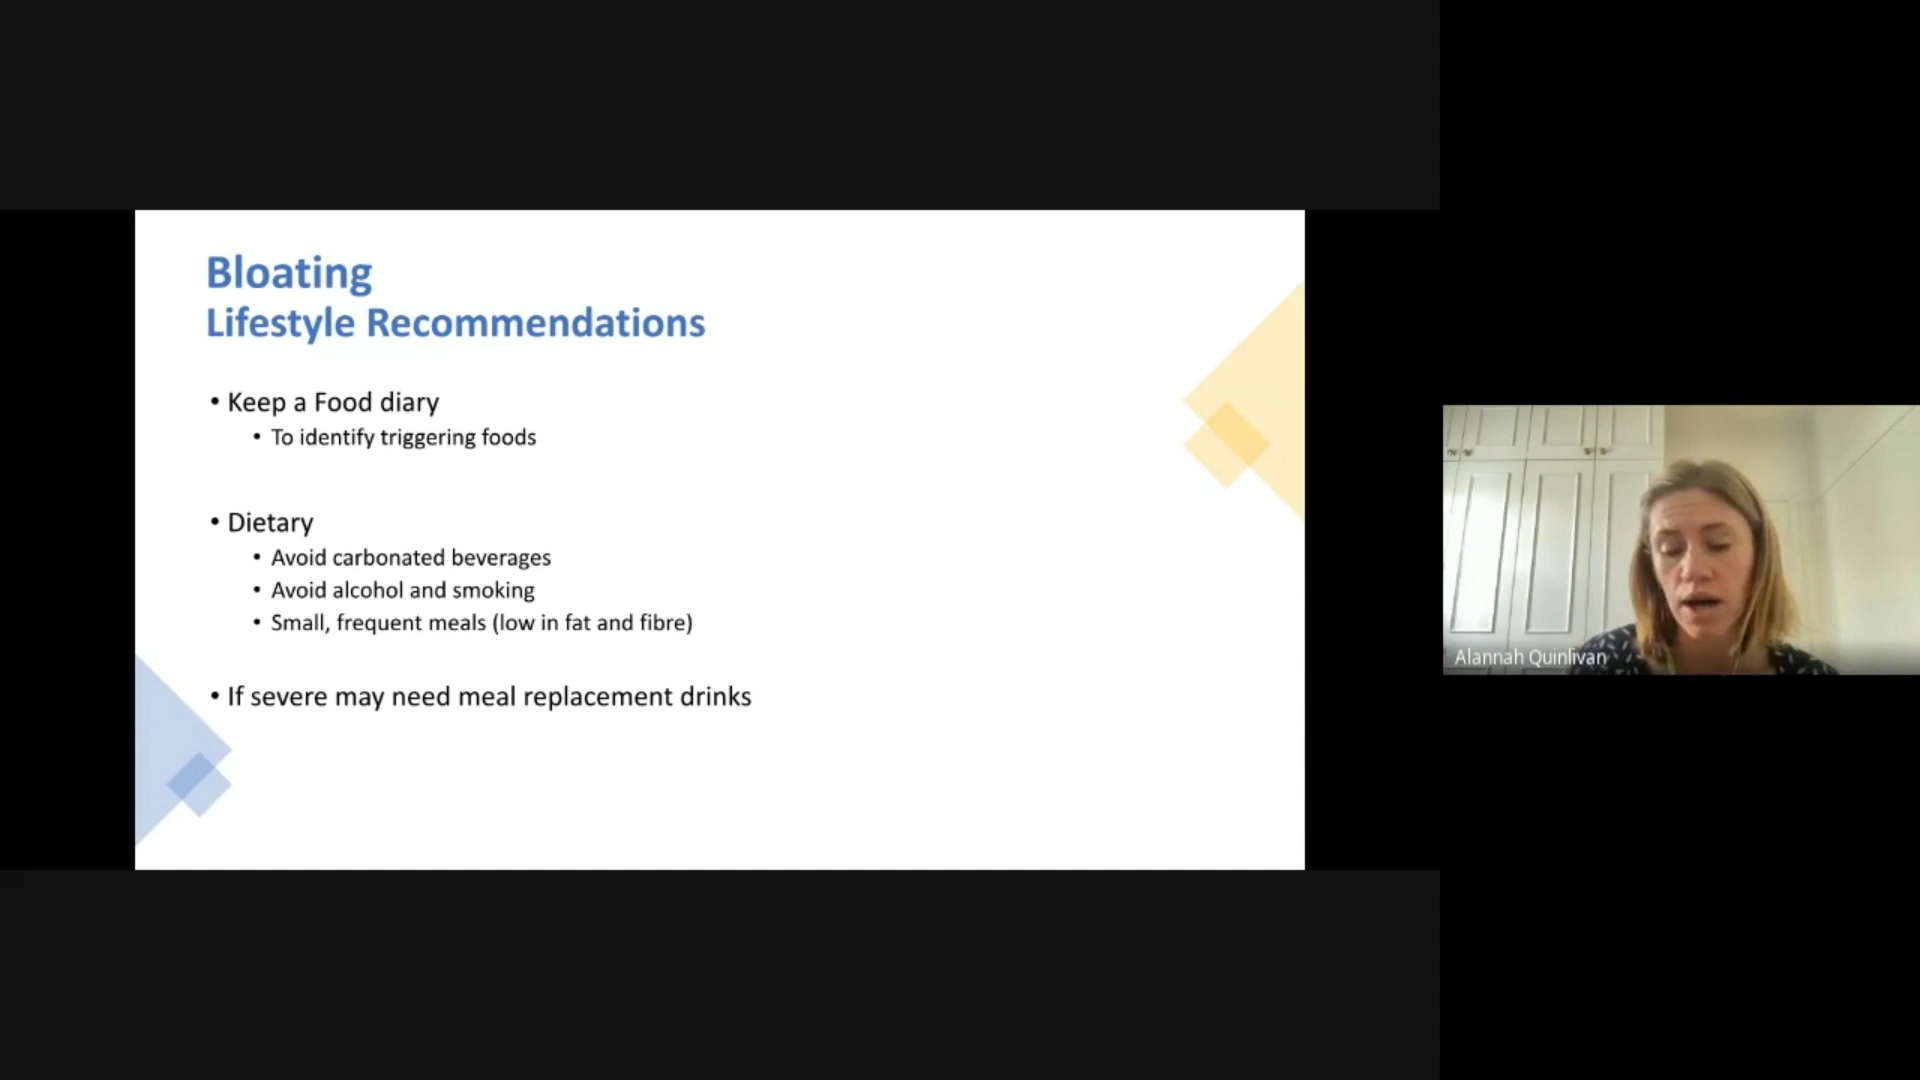 Bloating
Lifestyle Recommendations
• Keep a Food diary
• To identify triggering foods
• Dietary
• Avoid carbonated beverages
• Avoid alcohol and smoking
• Small, frequent meals (low in fat and fibre)
• If severe may need meal replacement drinks
Alannah Quinlivan